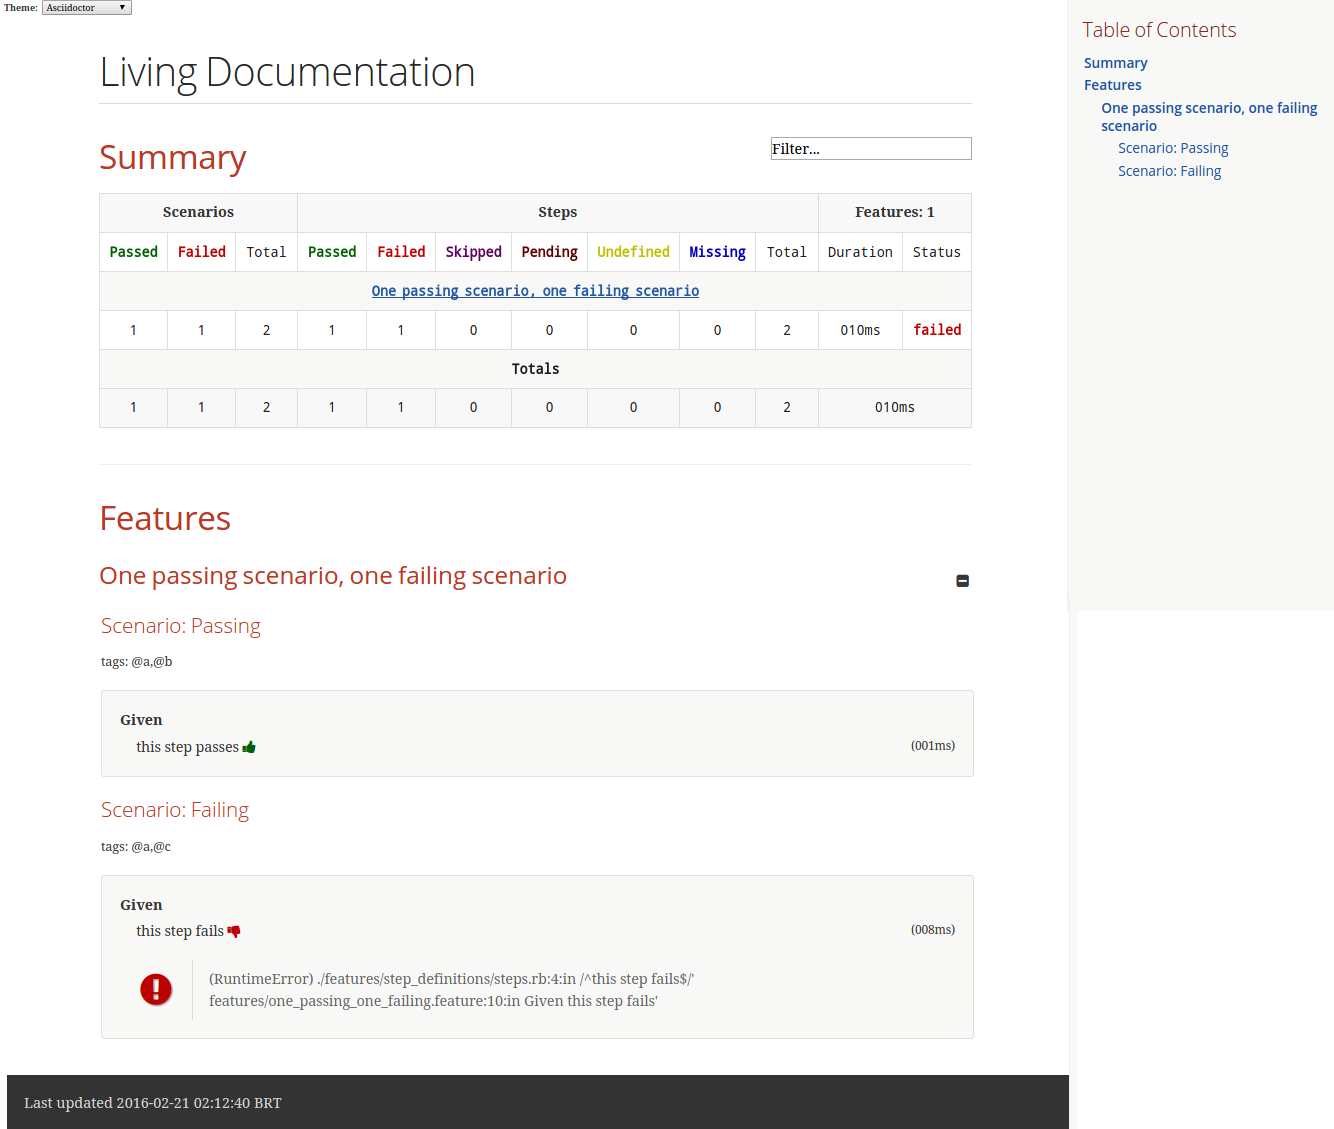 Theme: Asciidoctor
Living Documentation
Summary
Filter...
Scenarios Steps Features: 1
Passed Failed Total Passed Failed Skipped Pending Undefined Missing Total Duration Status
One passing scenario, one failing scenario
1 1 2 1 1 0 0 0 0 2 010ms failed
Totals
1 1 2 1 1 0 0 0 0 2 010ms
Features
One passing scenario, one failing scenario
Scenario: Passing
tags: @a,@b
Given
this step passes (001ms)
Scenario: Failing
tags: @a,@c
Given
this step fails (008ms)
(RuntimeError) ./features/step_definitions/steps.rb:4:in /^this step fails$/'
features/one_passing_one_failing.feature:10:in Given this step fails'
Last updated 2016-02-21 02:12:40 BRT
Table of Contents
Summary
Features
One passing scenario, one failing
scenario
Scenario: Passing
Scenario: Failing